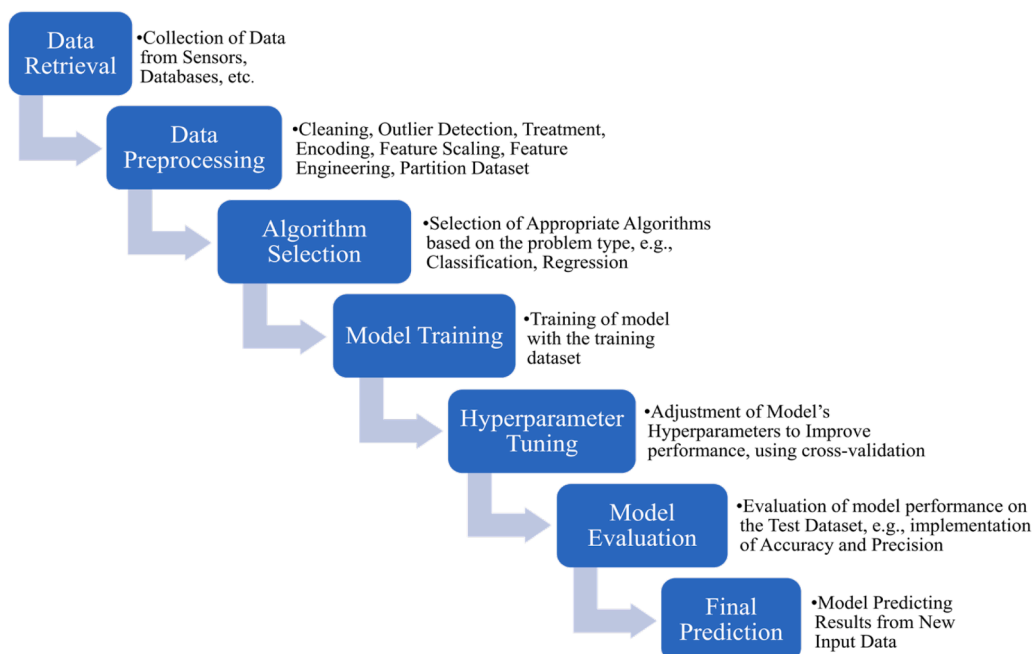 Data
Retrieval
•Collection of Data
from Sensors,
Databases, etc.
Data
Preprocessing
•Cleaning, Outlier Detection, Treatment,
Encoding, Feature Scaling, Feature
Engineering, Partition Dataset
Algorithm
Selection
•Selection of Appropriate Algorithms
based on the problem type, e.g.,
Classification, Regression
Model Training
•Training of model
with the training
dataset
Hyperparameter
Tuning
•Adjustment of Model’s
Hyperparameters to Improve
performance, using cross-validation
Model
Evaluation
•Evaluation of model performance on
the Test Dataset, e.g., implementation
of Accuracy and Precision
Final
Prediction
•Model Predicting
Results from New
Input Data